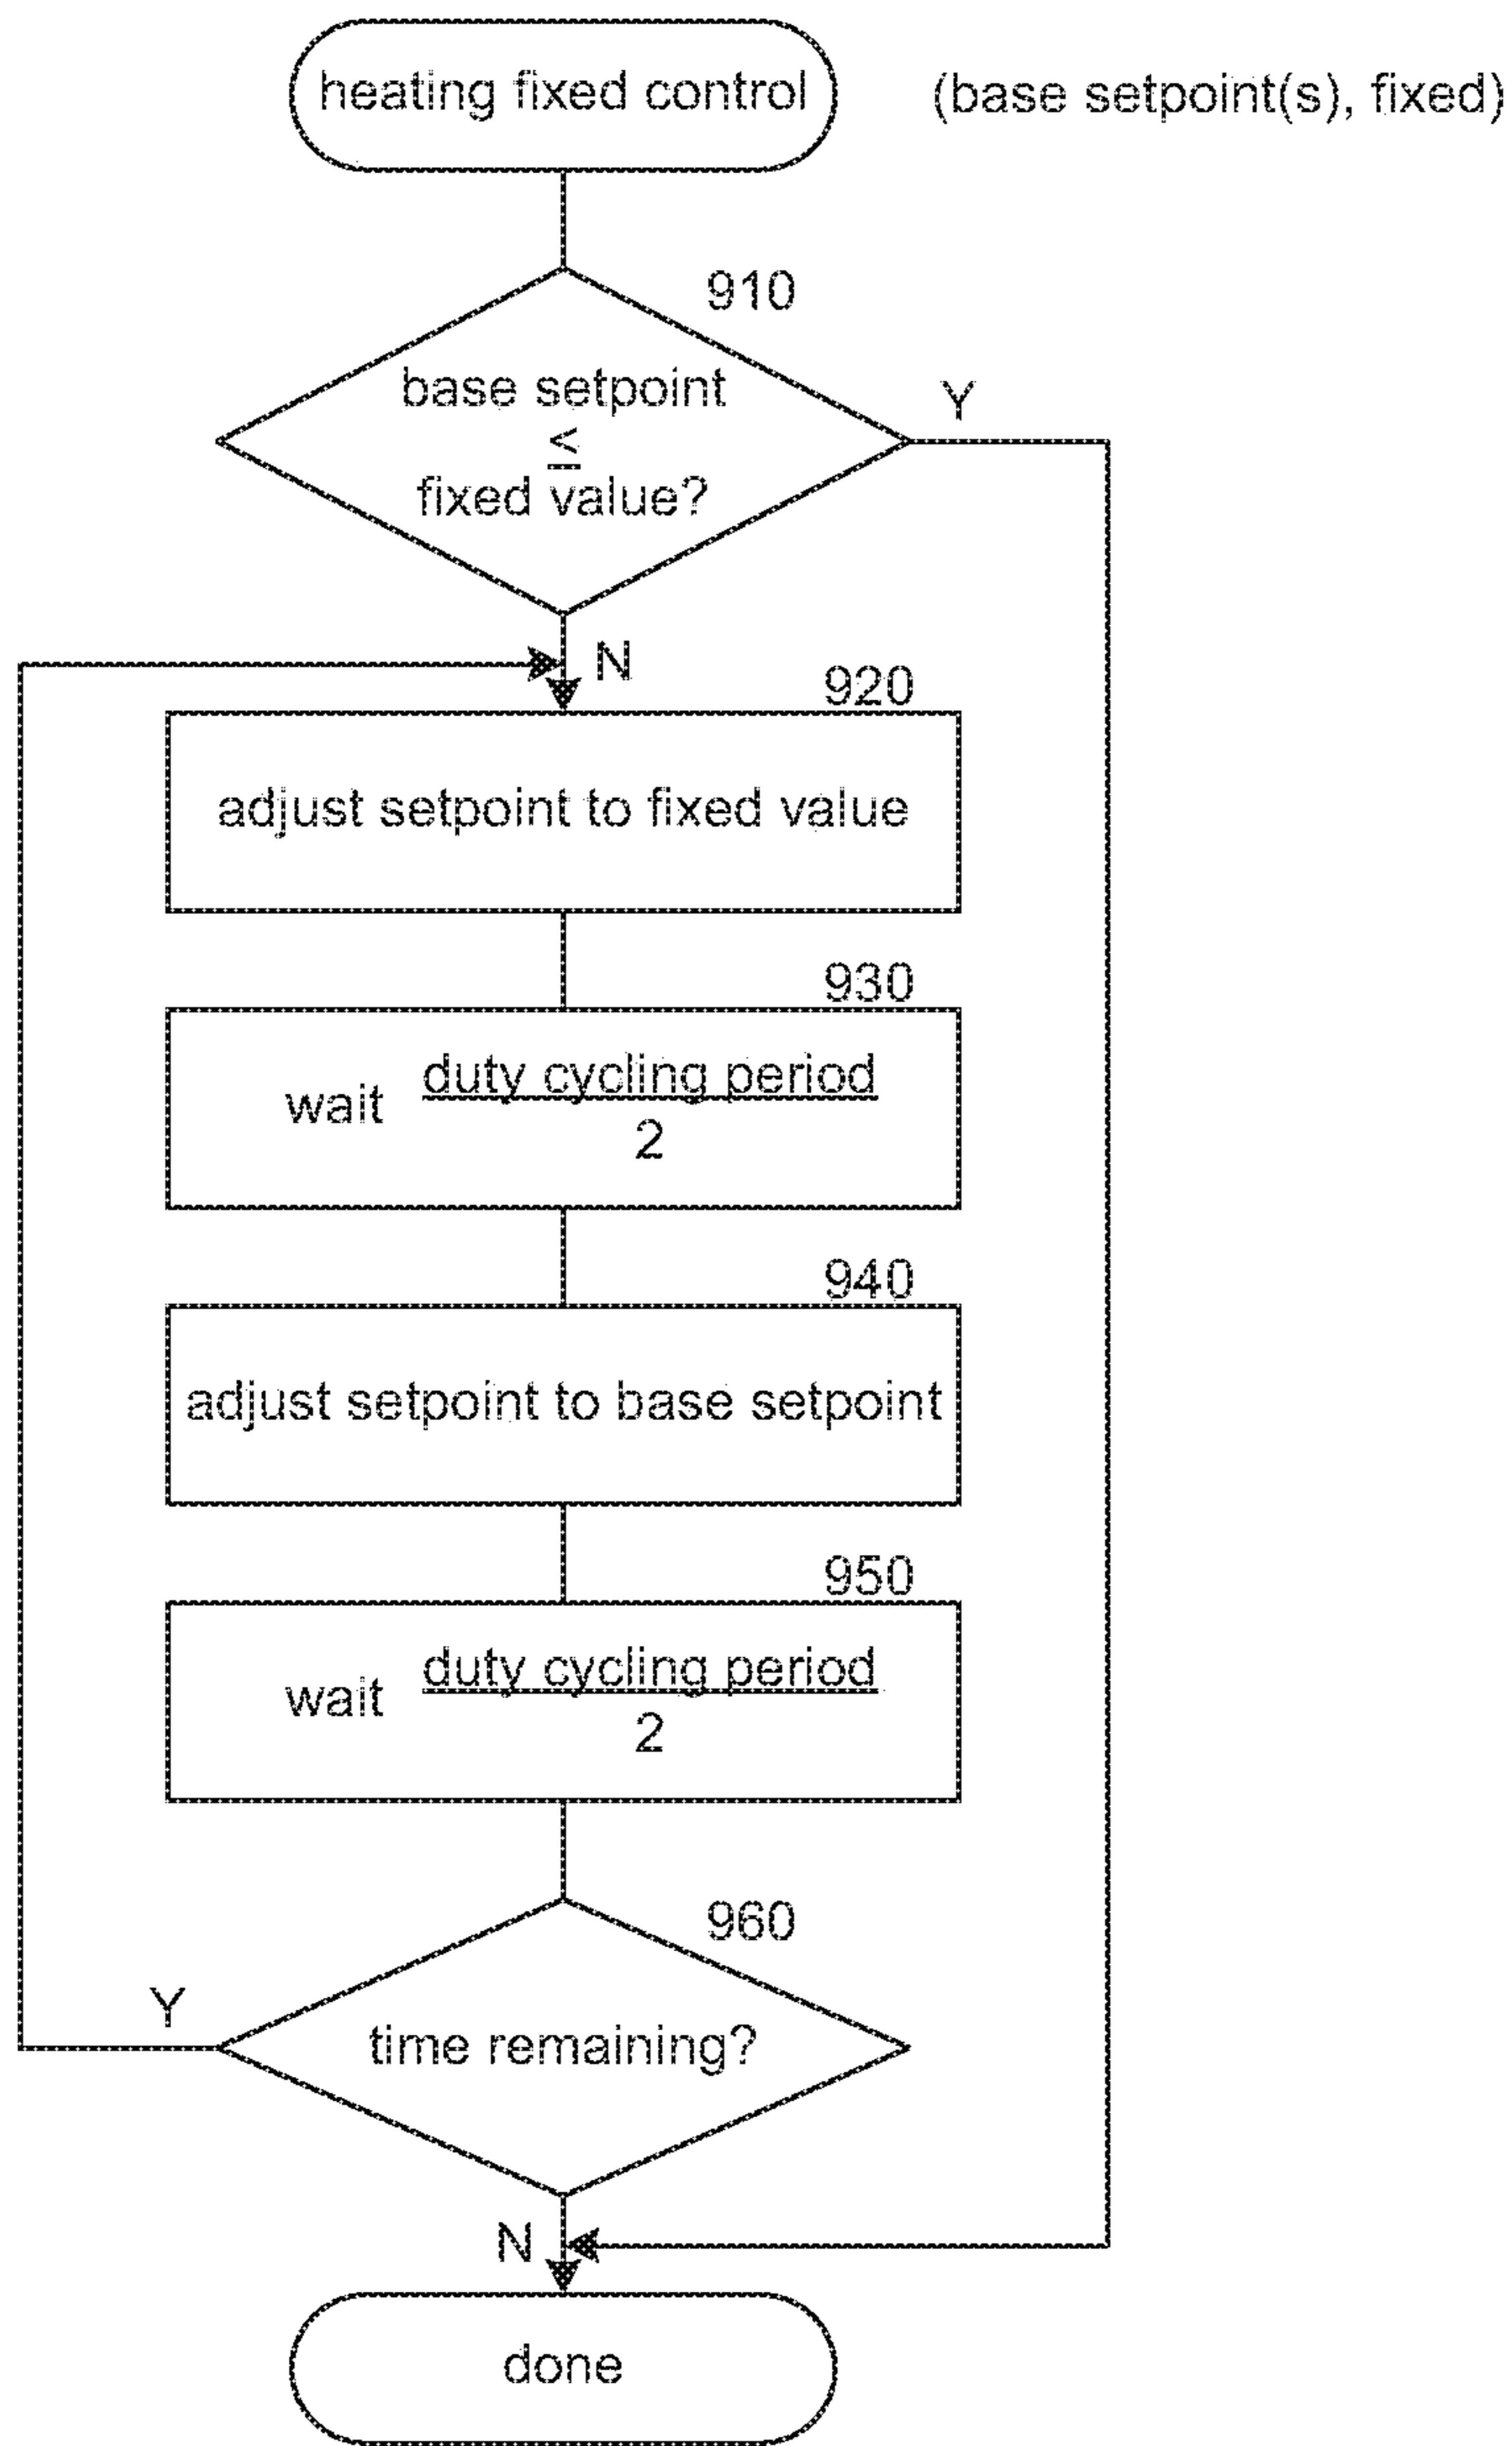 heating fixed control
(base setpoint(s), fixed)
910
base setpoint
≤
fixed value?
Y
N
920
adjust setpoint to fixed value
930
wait duty cycling period
2
940
adjust setpoint to base setpoint
950
wait duty cycling period
2
960
Y
time remaining?
N
done